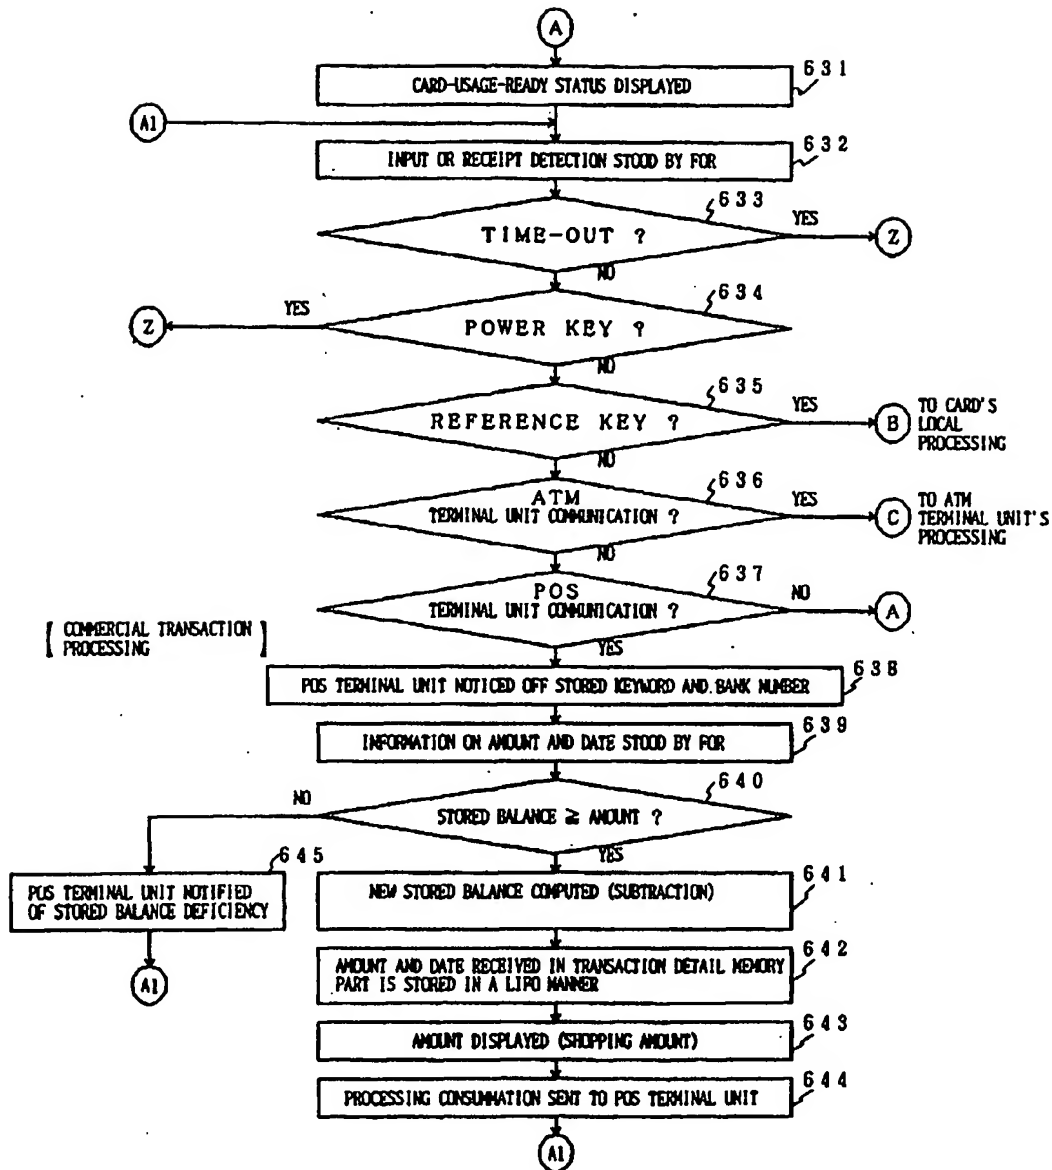 A
CARD-USAGE-READY STATUS DISPLAYED
631
A1
INPUT OR RECEIPT DETECTION STOOD BY FOR
632
TIME-OUT ?
633
YES
Z
NO
POWER KEY ?
634
YES
Z
NO
REFERENCE KEY ?
635
YES
B
TO CARD'S
LOCAL
PROCESSING
NO
ATM
TERMINAL UNIT COMMUNICATION ?
636
YES
C
TO ATM
TERMINAL UNIT'S
PROCESSING
NO
POS
TERMINAL UNIT COMMUNICATION ?
637
NO
A
YES
[ COMMERCIAL TRANSACTION ]
PROCESSING
POS TERMINAL UNIT NOTICED OFF STORED KEYWORD AND. BANK NUMBER
638
INFORMATION ON AMOUNT AND DATE STOOD BY FOR
639
STORED BALANCE ≧ AMOUNT ?
640
NO
YES
POS TERMINAL UNIT NOTIFIED
OF STORED BALANCE DEFICIENCY
645
A1
NEW STORED BALANCE COMPUTED (SUBTRACTION)
641
AMOUNT AND DATE RECEIVED IN TRANSACTION DETAIL MEMORY
PART IS STORED IN A LIFO MANNER
642
AMOUNT DISPLAYED (SHOPPING AMOUNT)
643
PROCESSING CONSUMMATION SENT TO POS TERMINAL UNIT
644
A1